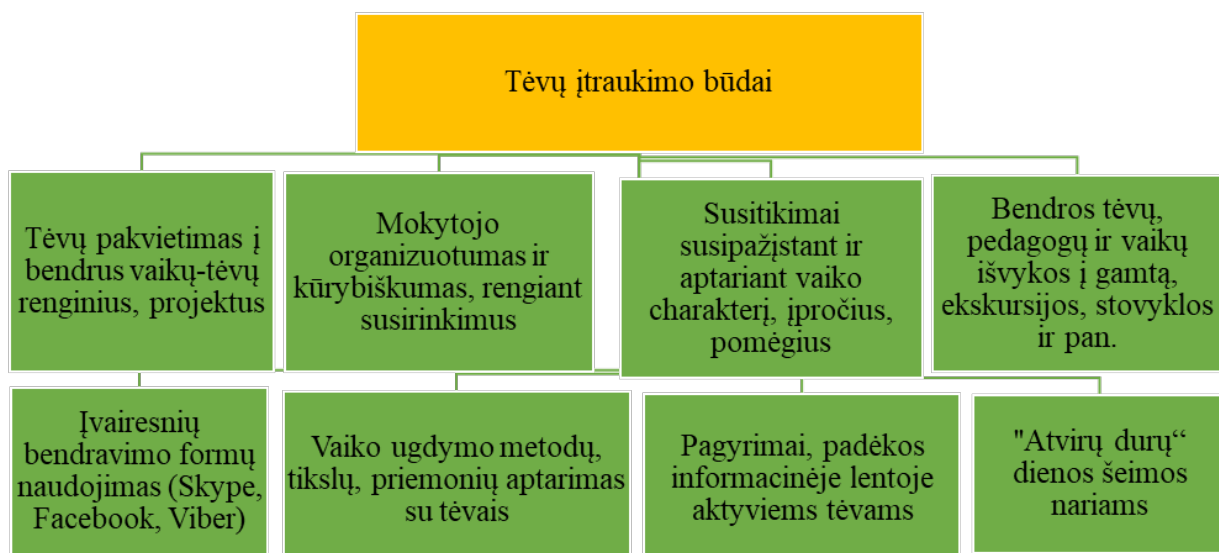 Tėvų įtraukimo būdai
Tėvų pakvietimas į
bendrus vaikų-tėvų
renginius, projektus
Mokytojo
organizuotumas ir
kūrybiškumas, rengiant
susirinkimus
Susitikimai
susipažįstant ir
aptariant vaiko
charakterį, įpročius,
pomėgius
Bendros tėvų,
pedagogų ir vaikų
išvykos į gamtą,
ekskursijos, stovyklos
ir pan.
Įvairesnių
bendravimo formų
naudojimas (Skype,
Facebook, Viber)
Vaiko ugdymo metodų,
tikslų, priemonių aptarimas
su tėvais
Pagyrimai, padėkos
informacinėje lentoje
aktyviems tėvams
"Atvirų durų“
dienos šeimos
nariams